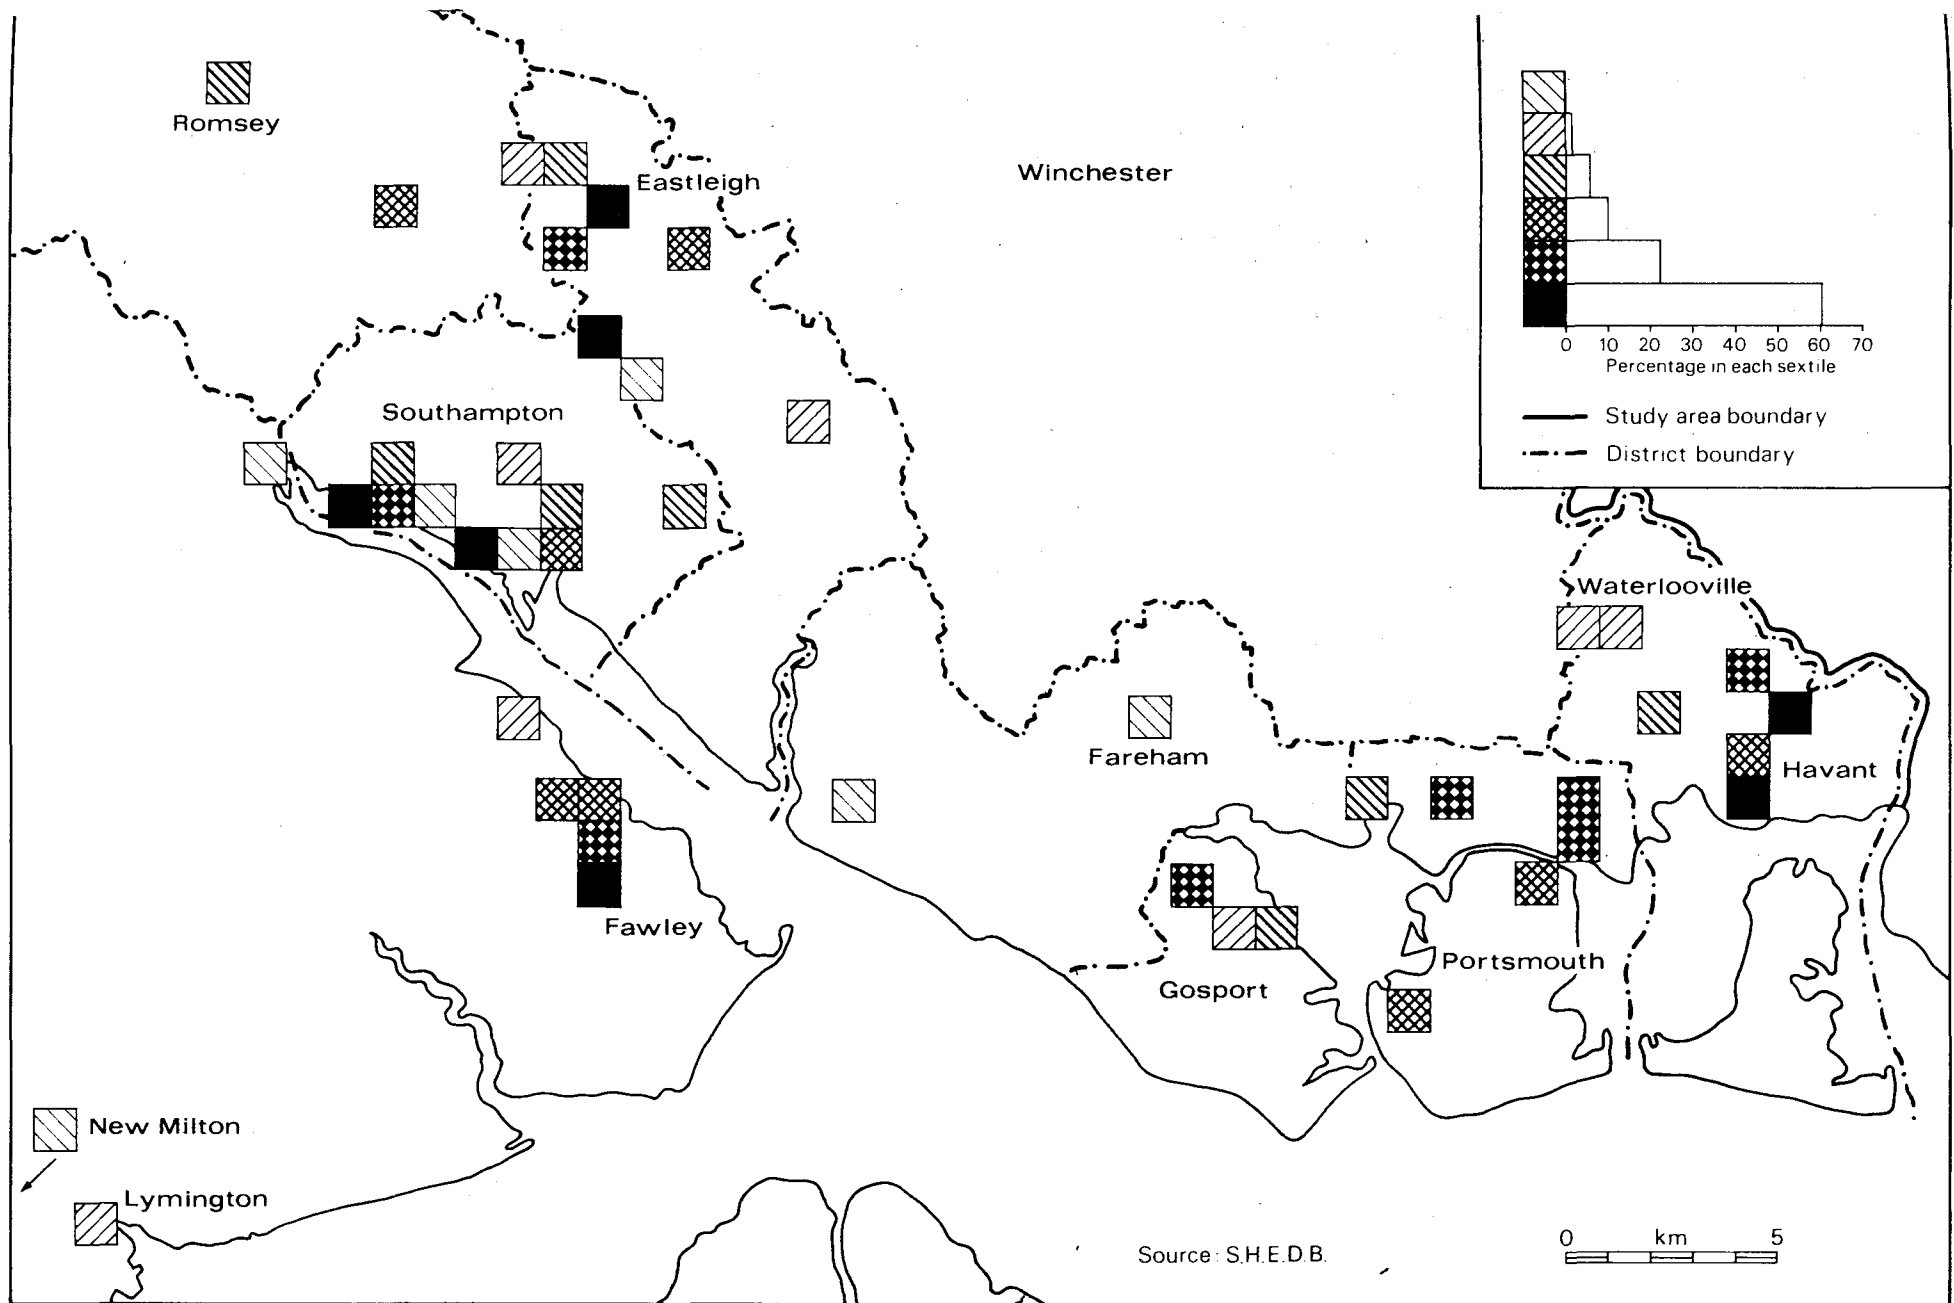 Romsey
Eastleigh
Winchester
0 10 20 30 40 50 60 70
Percentage in each sextile
Study area boundary
District boundary
Southampton
Waterlooville
Fareham
Havant
Fawley
Portsmouth
Gosport
New Milton
Lymington
0 km 5
Source: S.H.E.D.B.